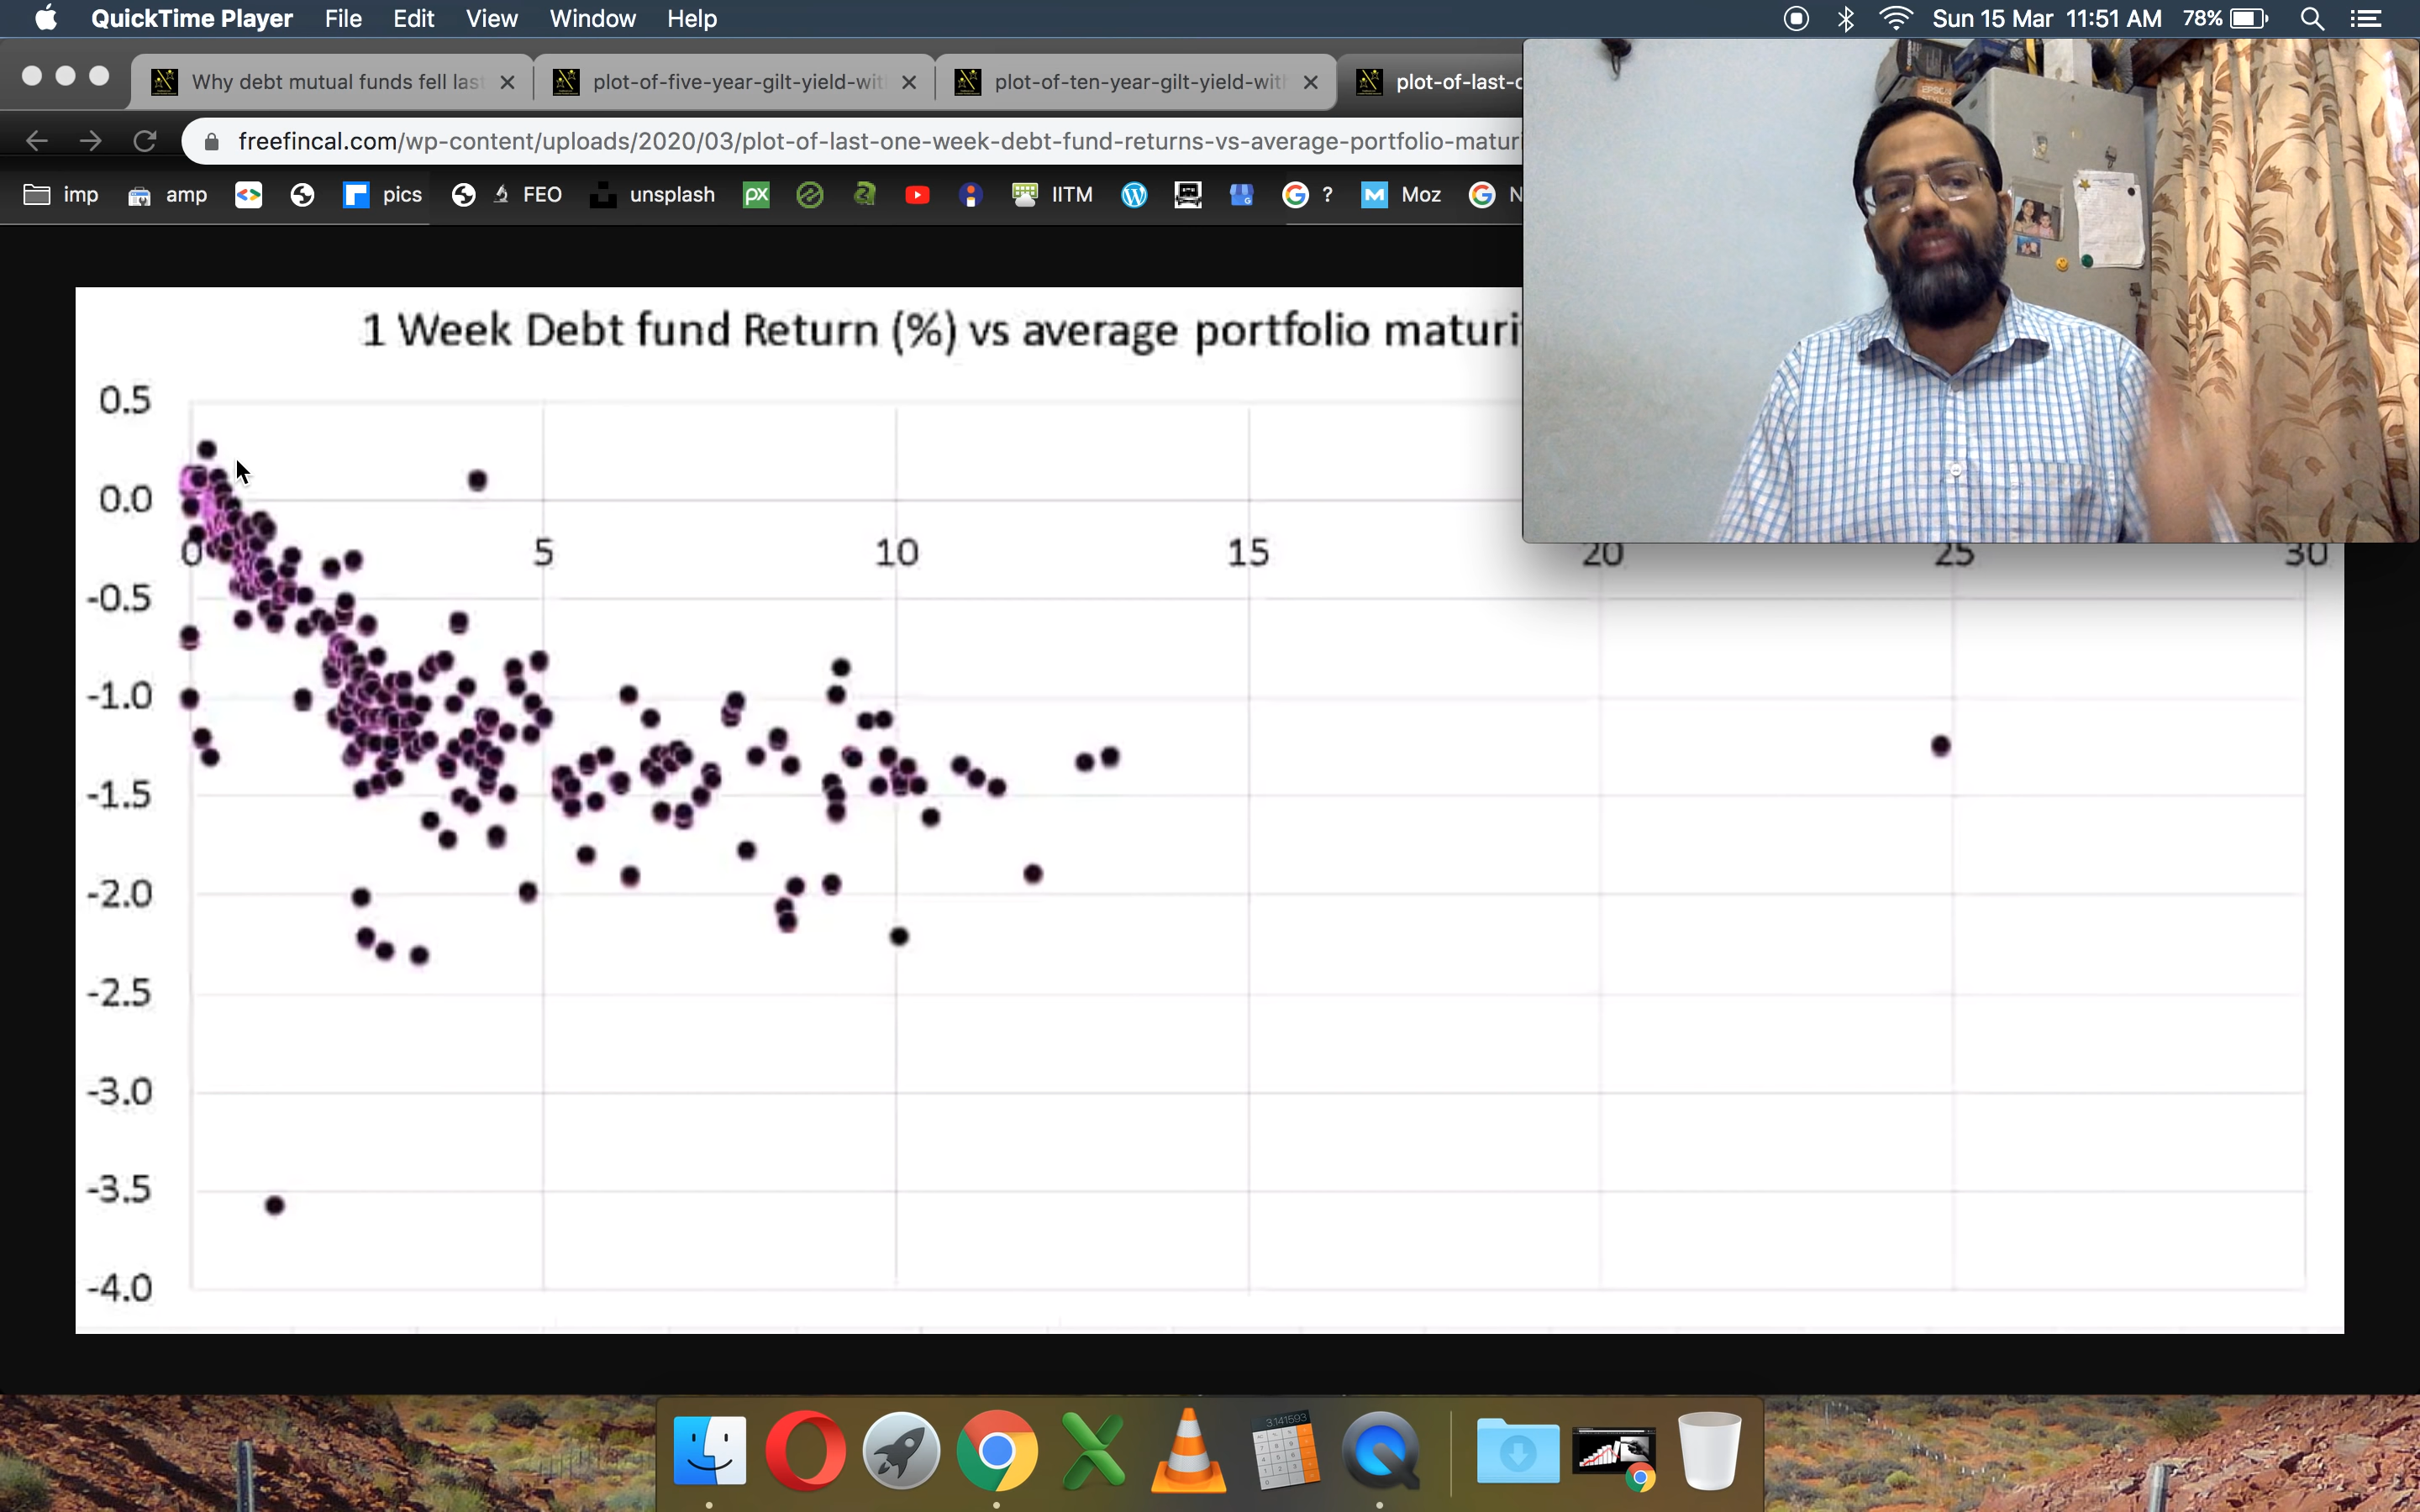 QuickTime Player File Edit View Window Help Sun 15 Mar 11:51 AM 78%
Why debt mutual funds fell las plot-of-five-year-gilt-yield-wit plot-of-ten-year-gilt-yield-with plot-of-last-
freefincal.com/wp-content/uploads/2020/03/plot-of-last-one-week-debt-fund-returns-vs-average-portfolio-maturi
imp amp pics FEO unsplash px IITM ? M Moz G N
EPSON
1 Week Debt fund Return (%) vs average portfolio maturi
0.5
0.0
0 5 10 15 20 25 30
-0.5
-1.0
-1.5
-2.0
-2.5
-3.0
-3.5
-4.0
3.141593